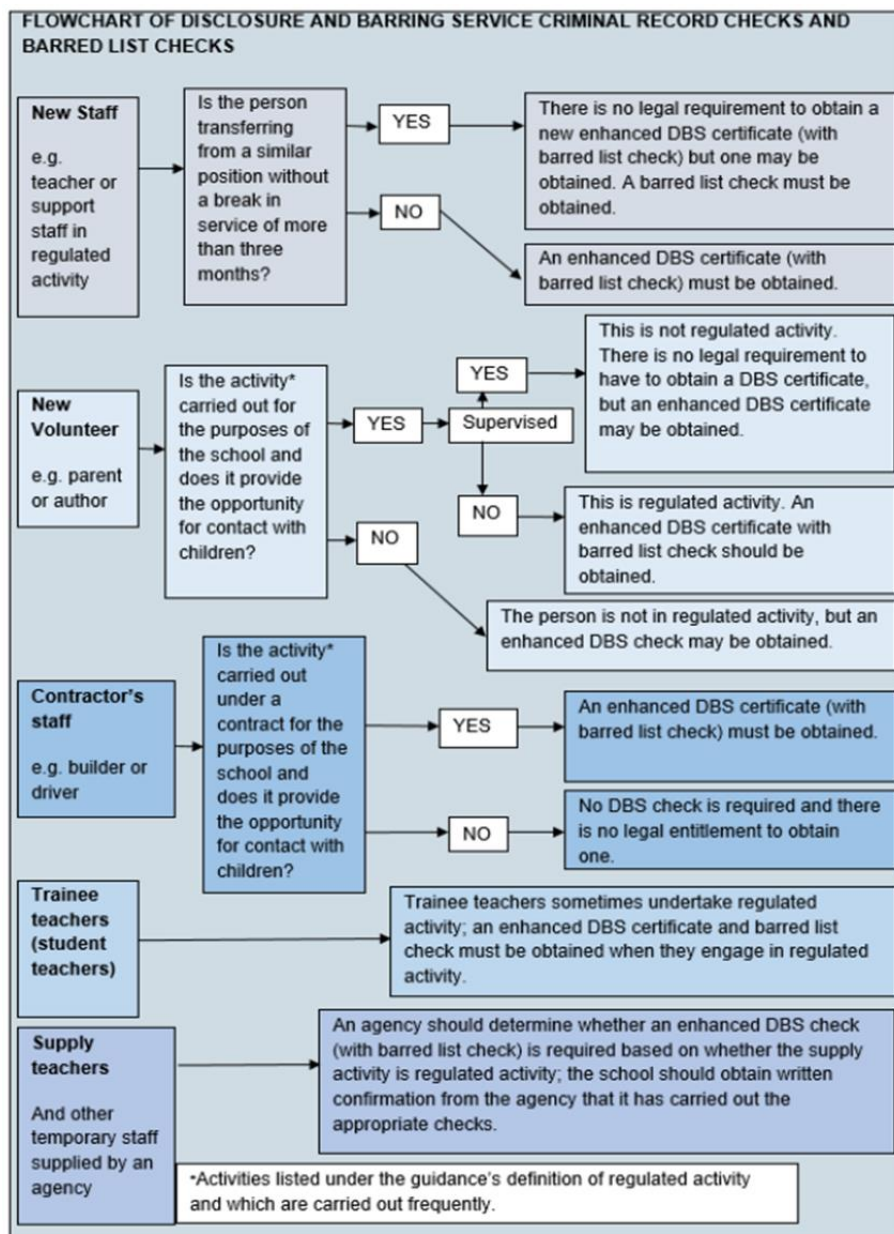 FLOWCHART OF DISCLOSURE AND BARRING SERVICE CRIMINAL RECORD CHECKS AND
BARRED LIST CHECKS
New Staff
e.g.
teacher or
support
staff in
regulated
activity
Is the person
transferring
from a similar
position without
a break in
service of more
than three
months?
YES
There is no legal requirement to obtain a
new enhanced DBS certificate (with
barred list check) but one may be
obtained. A barred list check must be
obtained.
NO
An enhanced DBS certificate (with
barred list check) must be obtained.
New
Volunteer
e.g. parent
or author
Is the activity*
carried out for
the purposes of
the school and
does it provide
the opportunity
for contact with
children?
YES
Supervised
YES
This is not regulated activity.
There is no legal requirement to
have to obtain a DBS certificate,
but an enhanced DBS certificate
may be obtained.
NO
This is regulated activity. An
enhanced DBS certificate with
barred list check should be
obtained.
NO
The person is not in regulated activity, but an
enhanced DBS check may be obtained.
Contractor's
staff
e.g. builder or
driver
Is the activity*
carried out
under a
contract for the
purposes of the
school and
does it provide
the opportunity
for contact with
children?
YES
An enhanced DBS certificate (with
barred list check) must be obtained.
NO
No DBS check is required and there
is no legal entitlement to obtain
one.
Trainee
teachers
(student
teachers)
Trainee teachers sometimes undertake regulated
activity; an enhanced DBS certificate and barred list
check must be obtained when they engage in regulated
activity.
Supply
teachers
And other
temporary staff
supplied by an
agency
An agency should determine whether an enhanced DBS check
(with barred list check) is required based on whether the supply
activity is regulated activity; the school should obtain written
confirmation from the agency that it has carried out the
appropriate checks.
*Activities listed under the guidance's definition of regulated activity
and which are carried out frequently.